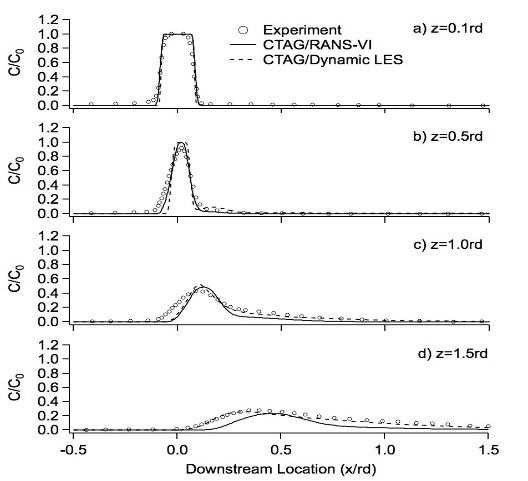 1.2
1.0
0.8
0.6
0.4
0.2
0.0
C/C0
Experiment
CTAG/RANS-VI
CTAG/Dynamic LES
a) z=0.1rd
1.2
1.0
0.8
0.6
0.4
0.2
0.0
C/C0
b) z=0.5rd
1.2
1.0
0.8
0.6
0.4
0.2
0.0
C/C0
c) z=1.0rd
1.2
1.0
0.8
0.6
0.4
0.2
0.0
C/C0
d) z=1.5rd
-0.5 0.0 0.5 1.0 1.5
Downstream Location (x/rd)